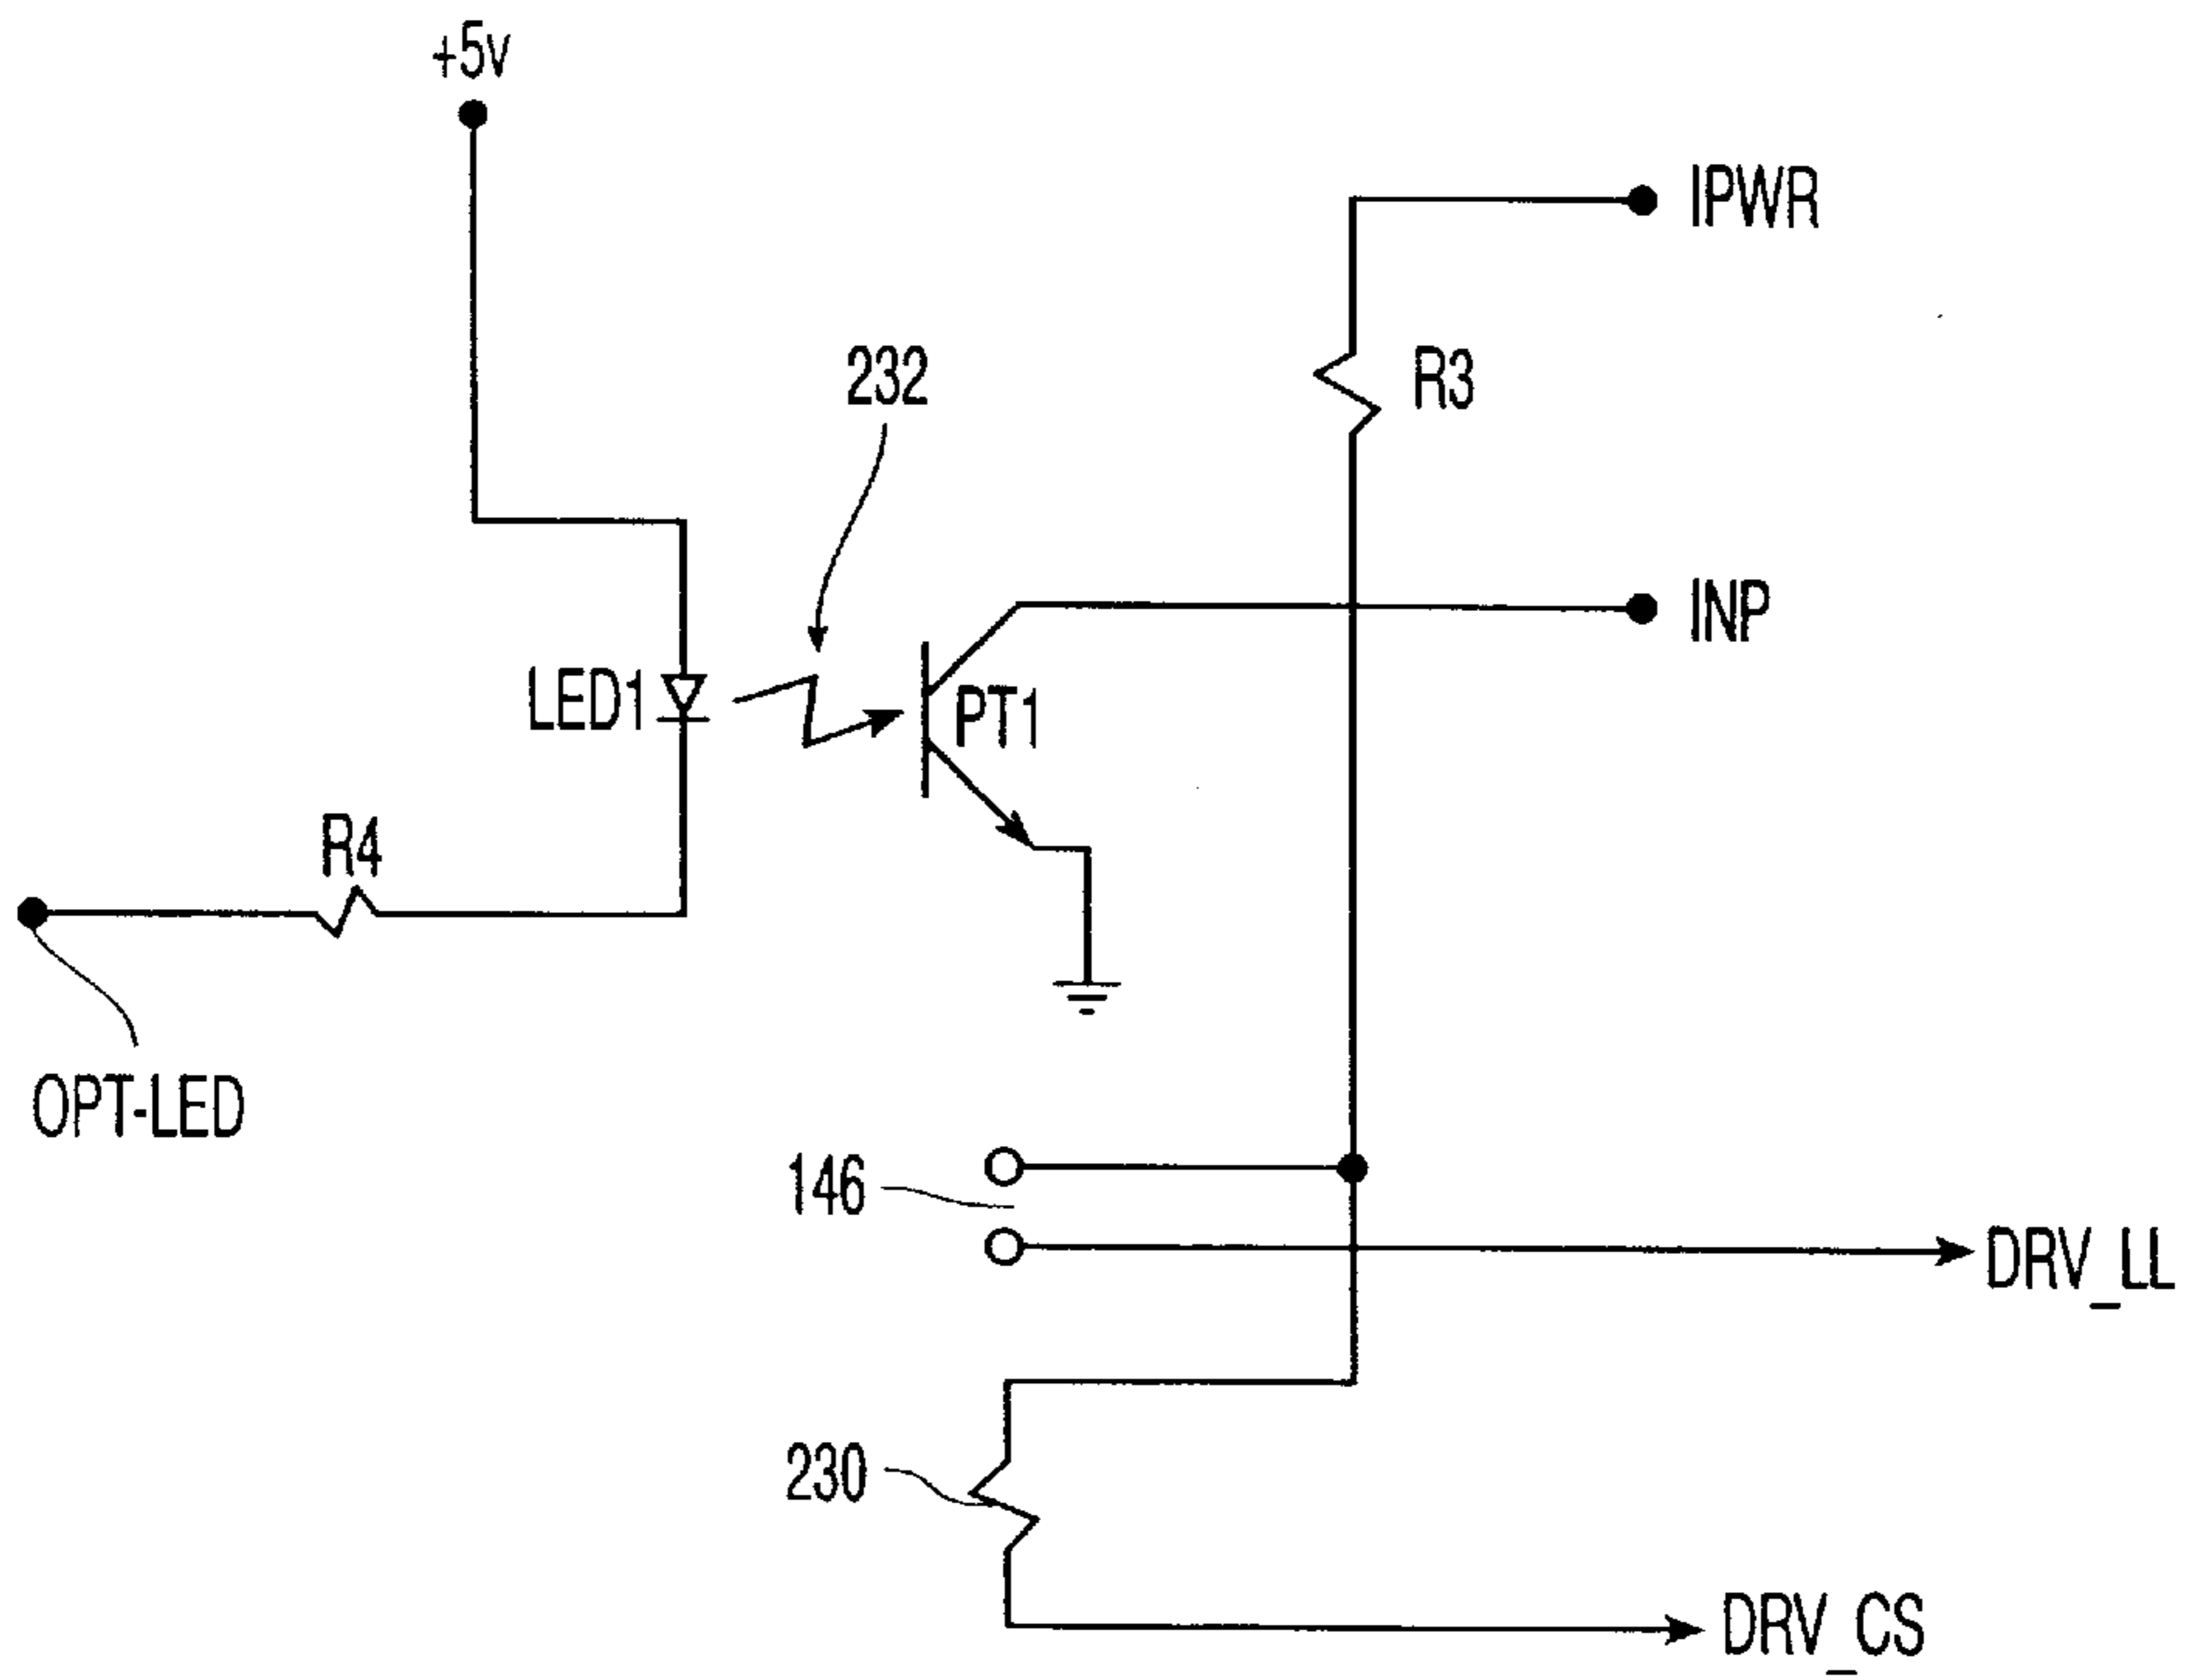 +5v
IPWR
232
R3
INP
LED1
PT1
R4
OPT-LED
146
DRV_LL
230
DRV_CS